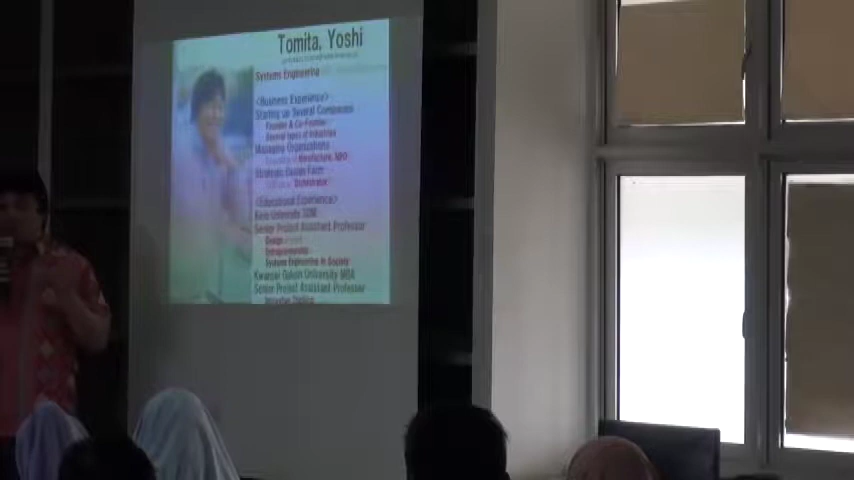 Tomita, Yoshi
Systems Engineering
<Business Experience>
Starting up Several Companies
Founder & Co-Founder
Several types of Industries
Managing Organizations
Manufacture, NPO
Strategic Design Farm
Orchestrator
<Educational Experience>
Keio University SDM
Senior Project Assistant Professor
Design
Entrepreneurship
Systems Engineering in Society
Kwansei Gakuin University MBA
Senior Project Assistant Professor